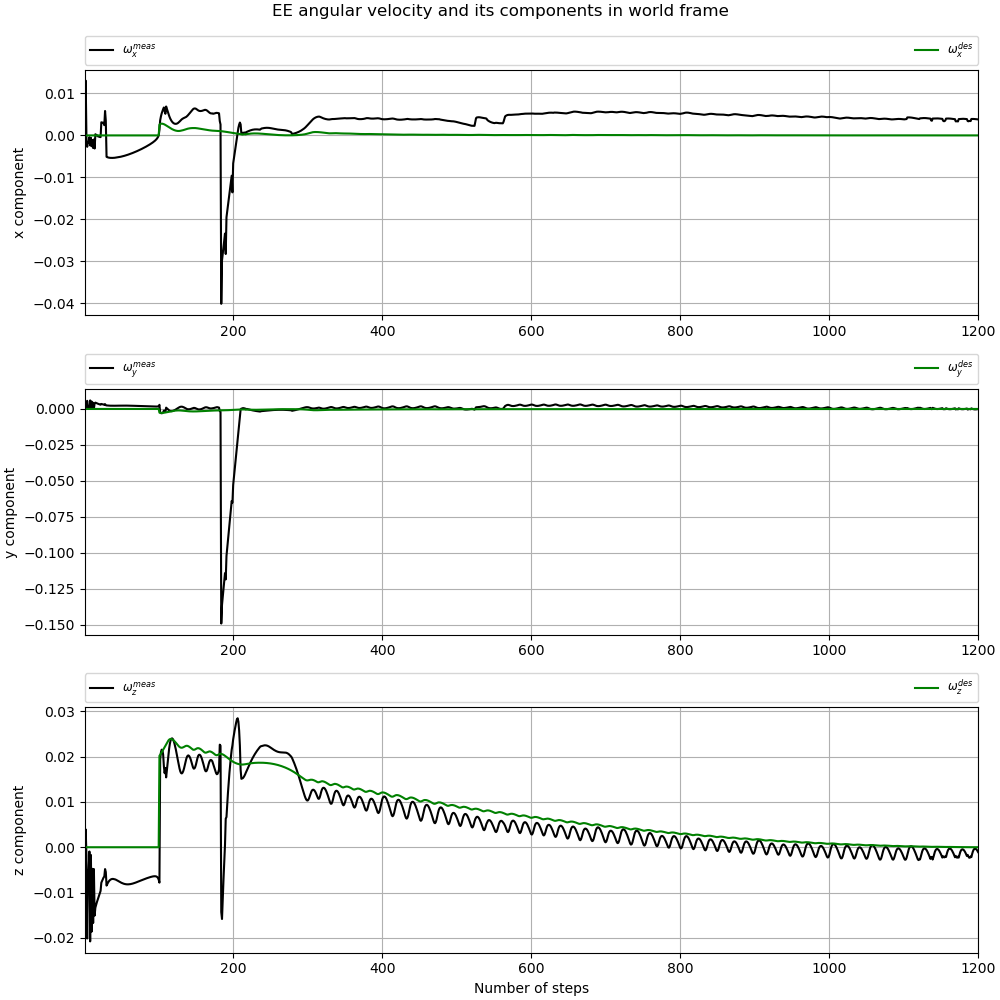 EE angular velocity and its components in world frame
ω_x^meas ω_x^des
0.01
0.00
−0.01
−0.02
−0.03
−0.04
x component
200 400 600 800 1000 1200
ω_y^meas ω_y^des
0.000
−0.025
−0.050
−0.075
−0.100
−0.125
−0.150
y component
200 400 600 800 1000 1200
ω_z^meas ω_z^des
0.03
0.02
0.01
0.00
−0.01
−0.02
z component
200 400 600 800 1000 1200
Number of steps